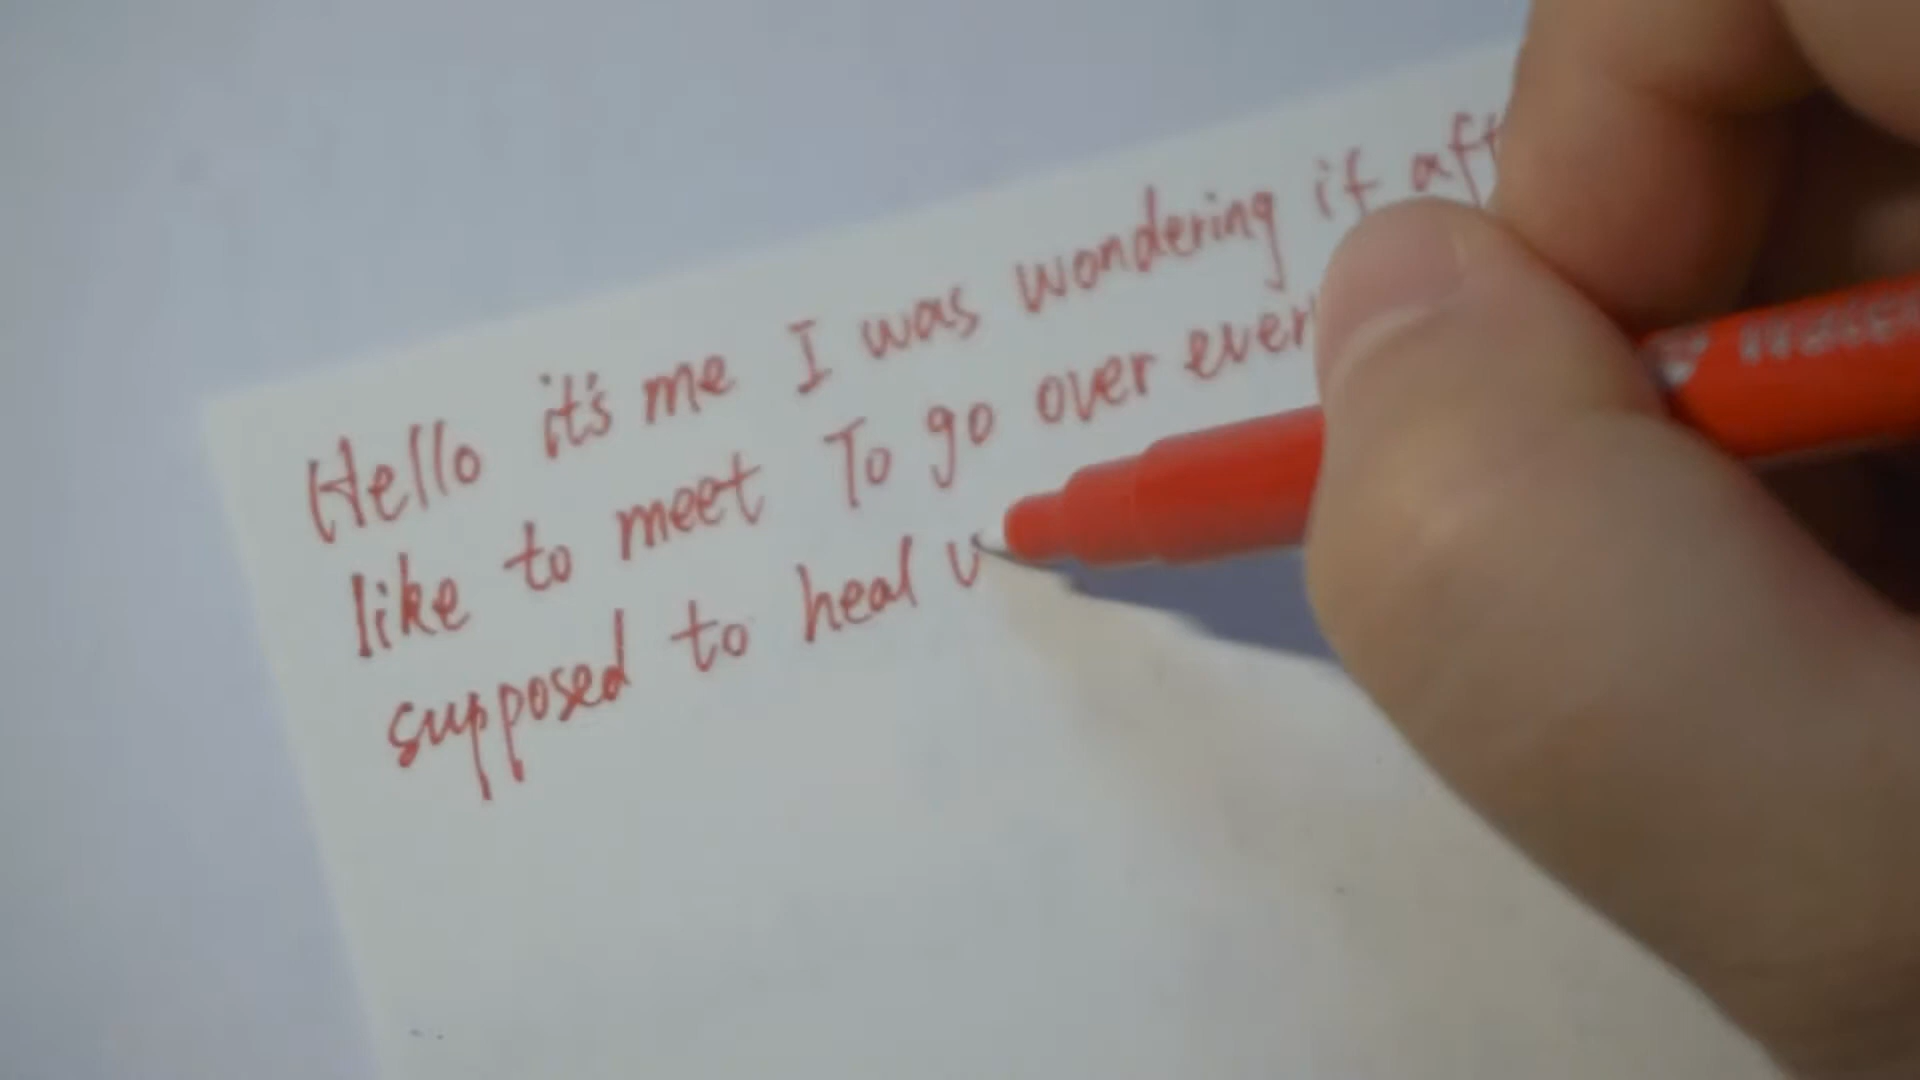 Hello it's me I was wondering if
like to meet To go over
supposed to heal